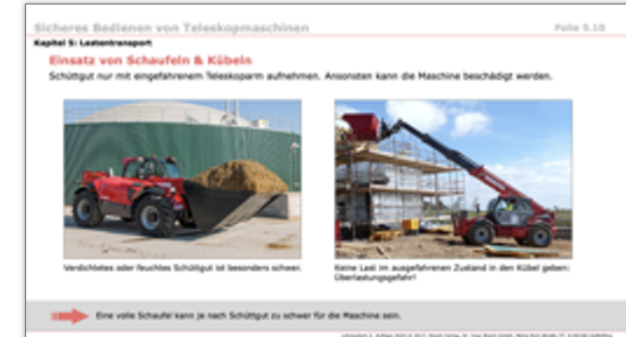 Sicheres Bedienen von Teleskopmaschinen
Folie 5.10
Kapitel 5: Lastentransport
Einsatz von Schaufeln & Kübeln
Schüttgut nur mit eingefahrenem Teleskoparm aufnehmen. Ansonsten kann die Maschine beschädigt werden.
Verdichtetes oder feuchtes Schüttgut ist besonders schwer.
Keine Last im ausgefahrenen Zustand in den Kübel geben:
Überlastungsgefahr!
Eine volle Schaufel kann je nach Schüttgut zu schwer für die Maschine sein.